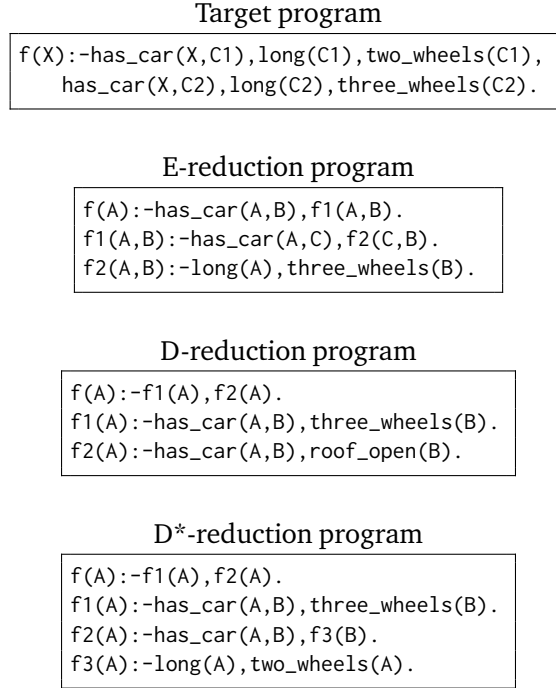 Target program
f(X):-has_car(X,C1),long(C1),two_wheels(C1),
has_car(X,C2),long(C2),three_wheels(C2).
E-reduction program
f(A):-has_car(A,B),f1(A,B).
f1(A,B):-has_car(A,C),f2(C,B).
f2(A,B):-long(A),three_wheels(B).
D-reduction program
f(A):-f1(A),f2(A).
f1(A):-has_car(A,B),three_wheels(B).
f2(A):-has_car(A,B),roof_open(B).
D*-reduction program
f(A):-f1(A),f2(A).
f1(A):-has_car(A,B),three_wheels(B).
f2(A):-has_car(A,B),f3(B).
f3(A):-long(A),two_wheels(A).